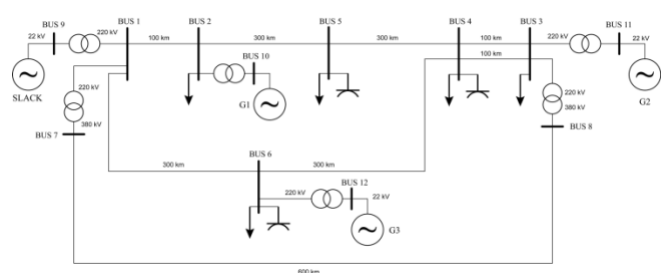 BUS 9
BUS 1
BUS 2
BUS 5
BUS 4
BUS 3
BUS 11
22 kV
220 kV
100 km
300 km
300 km
100 km
220 kV
22 kV
100 km
BUS 10
SLACK
G1
G2
220 kV
380 kV
BUS 7
220 kV
380 kV
BUS 8
BUS 6
300 km
300 km
220 kV
BUS 12
22 kV
G3
600 km